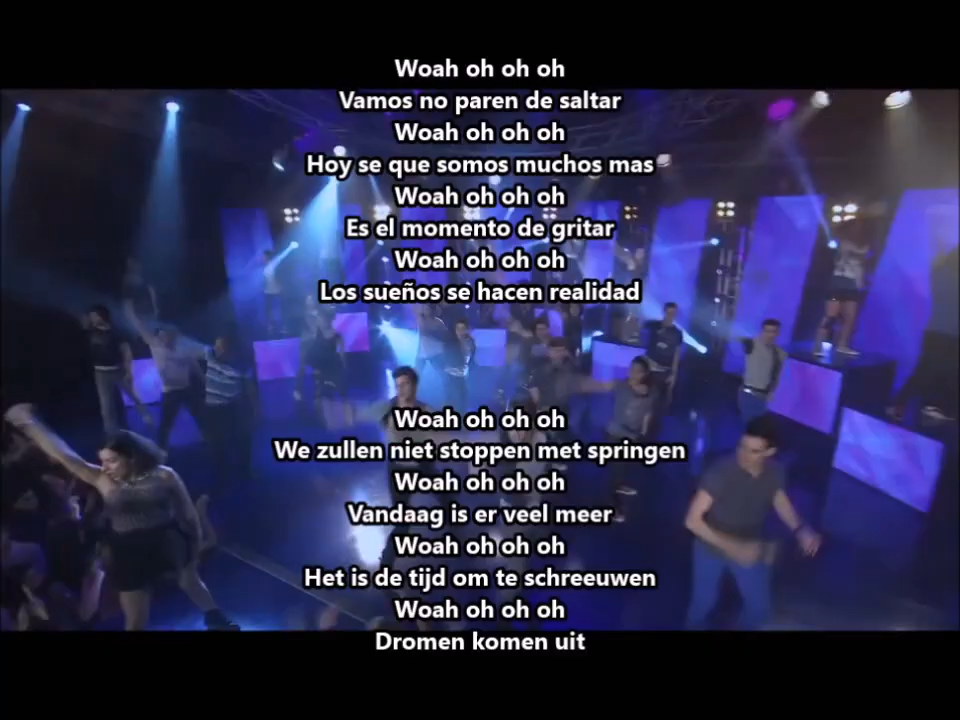 Woah oh oh oh
Vamos no paren de saltar
Woah oh oh oh
Hoy se que somos muchos mas
Woah oh oh oh
Es el momento de gritar
Woah oh oh oh
Los sueños se hacen realidad
Woah oh oh oh
We zullen niet stoppen met springen
Woah oh oh oh
Vandaag is er veel meer
Woah oh oh oh
Het is de tijd om te schreeuwen
Woah oh oh oh
Dromen komen uit